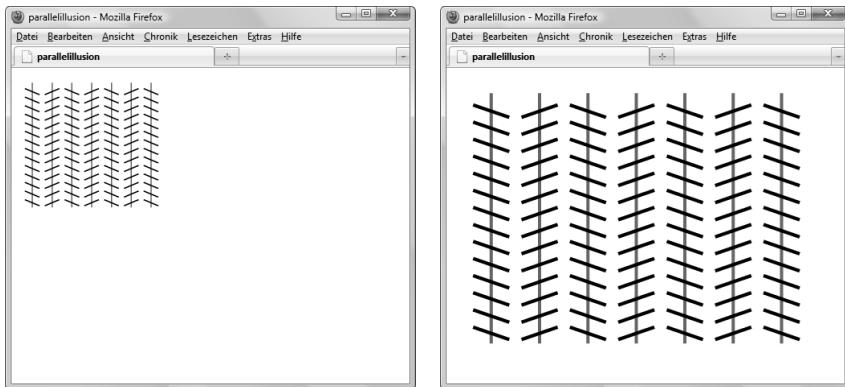 parallelillusion - Mozilla Firefox
Datei Bearbeiten Ansicht Chronik Lesezeichen Extras Hilfe
parallelillusion
parallelillusion - Mozilla Firefox
Datei Bearbeiten Ansicht Chronik Lesezeichen Extras Hilfe
parallelillusion